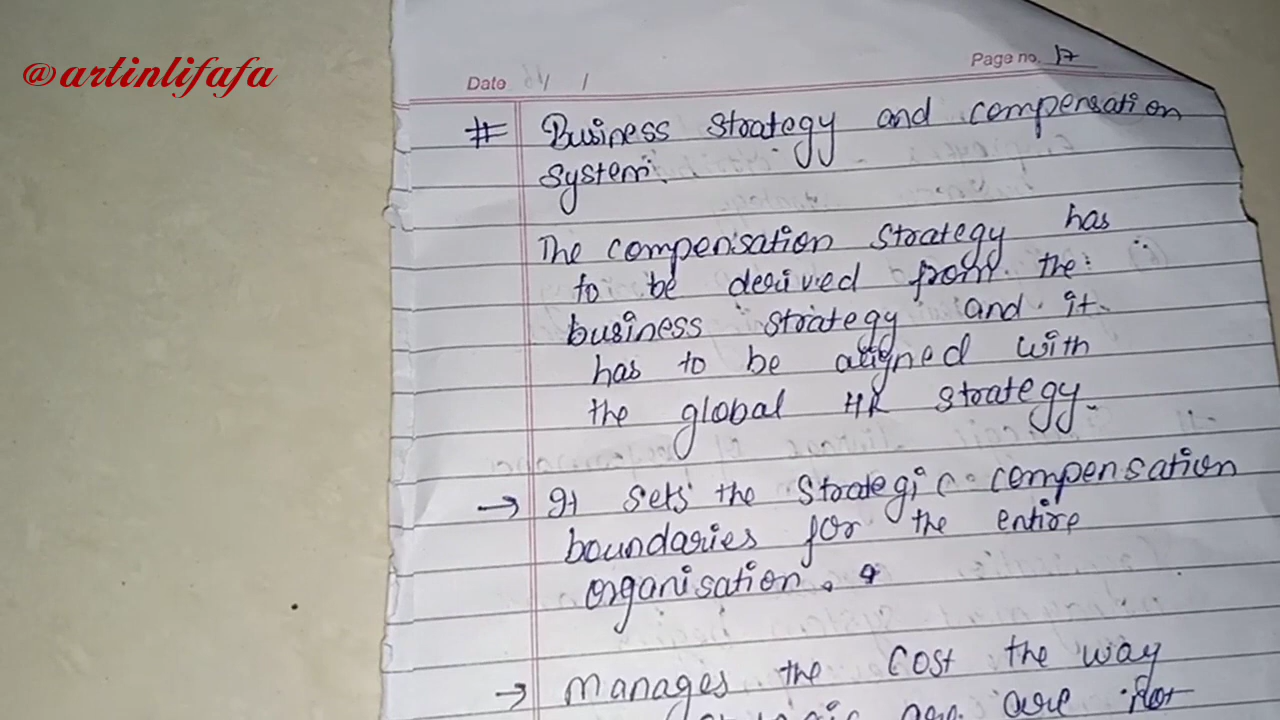 @artinlifafa
Page no. 17
Date / /
# Business strategy and compensation
system.
The compensation strategy has
to be derived from the
business strategy and it
has to be aligned with
the global HR strategy.
→ It sets the strategic compensation
boundaries for the entire
organisation.
→ Manages the cost the way
are not